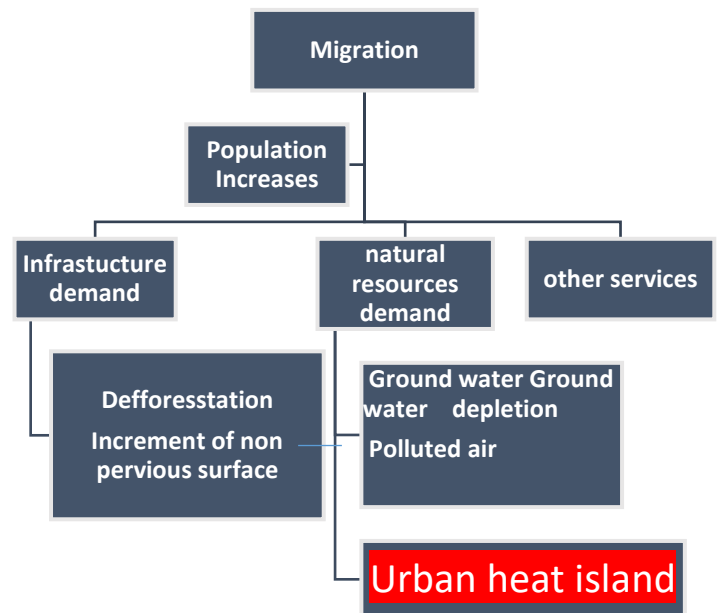 Migration
Population
Increases
Infrastucture
demand
natural
resources
demand
other services
Defforesstation
Increment of non
pervious surface
Ground water Ground
water depletion
Polluted air
Urban heat island